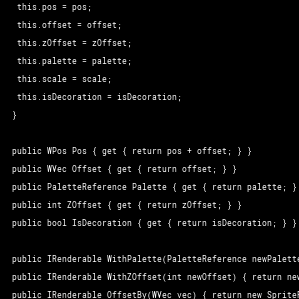 this.pos = pos;
this.offset = offset;
this.zOffset = zOffset;
this.palette = palette;
this.scale = scale;
this.isDecoration = isDecoration;
}
public WPos Pos { get { return pos + offset; } }
public WVec Offset { get { return offset; } }
public PaletteReference Palette { get { return palette; }
public int ZOffset { get { return zOffset; } }
public bool IsDecoration { get { return isDecoration; } }
public IRenderable WithPalette(PaletteReference newPalette
public IRenderable WithZOffset(int newOffset) { return new
public IRenderable OffsetBy(WVec vec) { return new Sprite